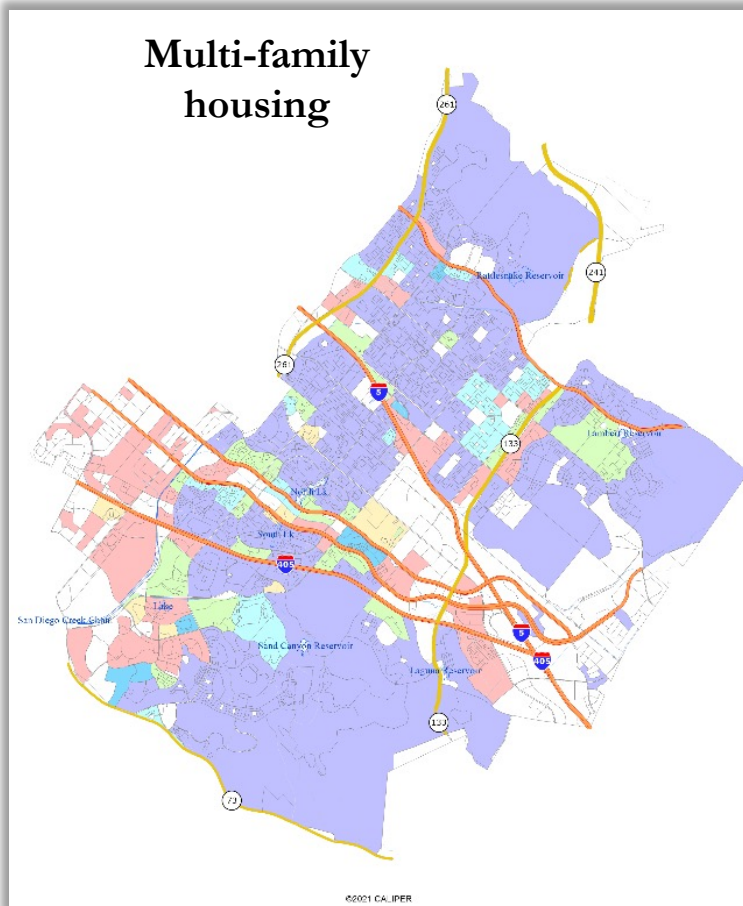 Multi-family
housing
261
241
Rattlesnake Reservoir
261
5
133
Lambert Reservoir
North Lk
South Lk
405
San Diego Creek Chnnl
Lake
Sand Canyon Reservoir
5
405
Laguna Reservoir
133
73
©2021 CALIPER